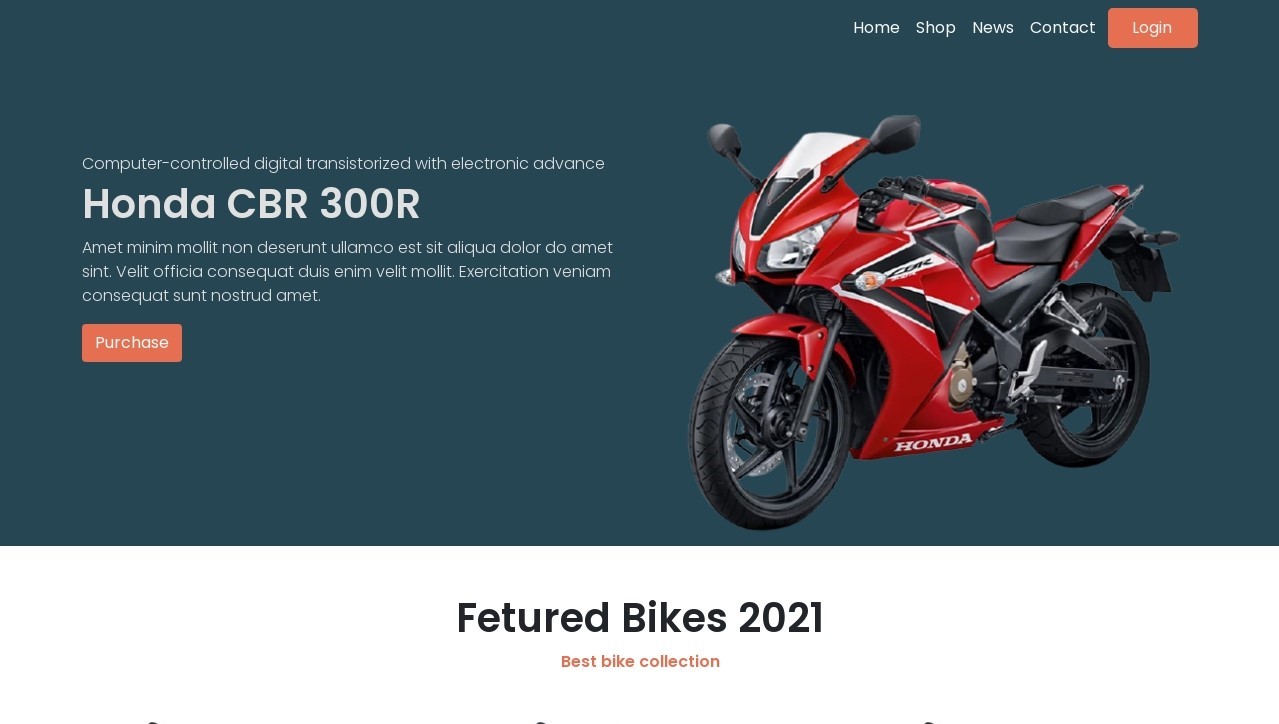 Home Shop News Contact Login
Computer-controlled digital transistorized with electronic advance
Honda CBR 300R
Amet minim mollit non deserunt ullamco est sit aliqua dolor do amet
sint. Velit officia consequat duis enim velit mollit. Exercitation veniam
consequat sunt nostrud amet.
Purchase
CBR
HONDA
Fetured Bikes 2021
Best bike collection